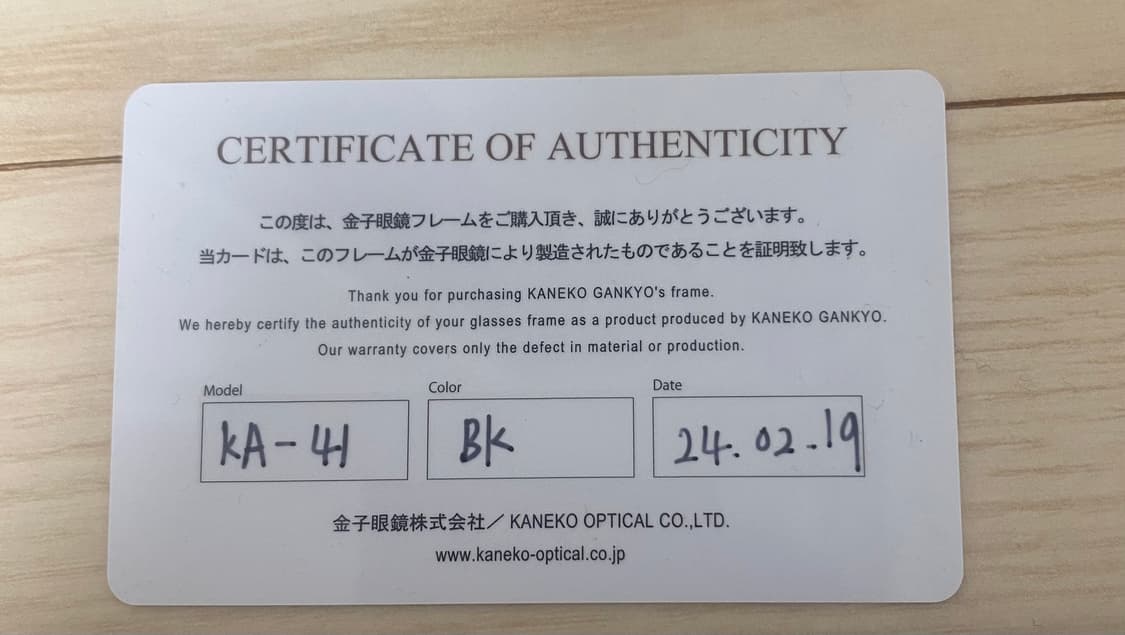 CERTIFICATE OF AUTHENTICITY
この度は、金子眼鏡フレームをご購入頂き、誠にありがとうございます。
当カードは、このフレームが金子眼鏡により製造されたものであることを証明致します。
Thank you for purchasing KANEKO GANKYO's frame.
We hereby certify the authenticity of your glasses frame as a product produced by KANEKO GANKYO.
Our warranty covers only the defect in material or production.
Model Color Date
KA-41 BK 24.02.19
金子眼鏡株式会社／KANEKO OPTICAL CO.,LTD.
www.kaneko-optical.co.jp